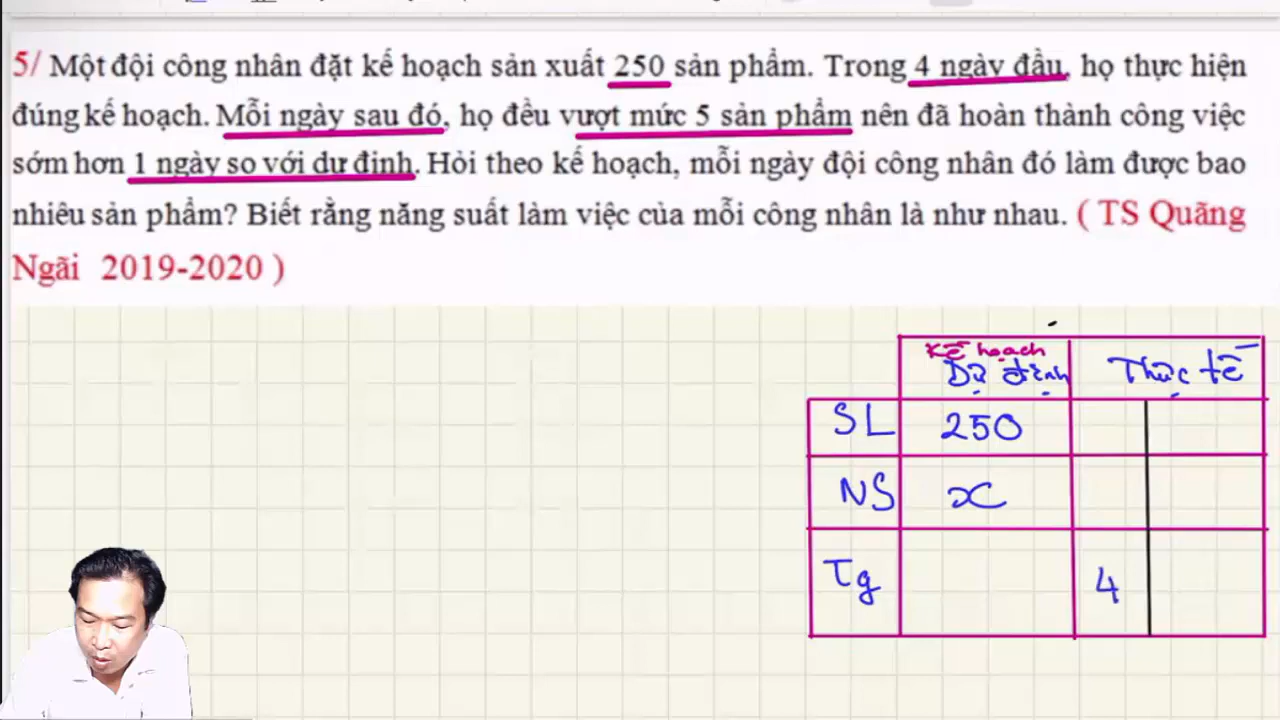 5/ Một đội công nhân đặt kế hoạch sản xuất 250 sản phẩm. Trong 4 ngày đầu, họ thực hiện
đúng kế hoạch. Mỗi ngày sau đó, họ đều vượt mức 5 sản phẩm nên đã hoàn thành công việc
sớm hơn 1 ngày so với dự định. Hỏi theo kế hoạch, mỗi ngày đội công nhân đó làm được bao
nhiêu sản phẩm? Biết rằng năng suất làm việc của mỗi công nhân là như nhau. ( TS Quãng
Ngãi 2019-2020 )
Kế hoạch
Dự định Thực tế
SL 250
NS x
Tg 4